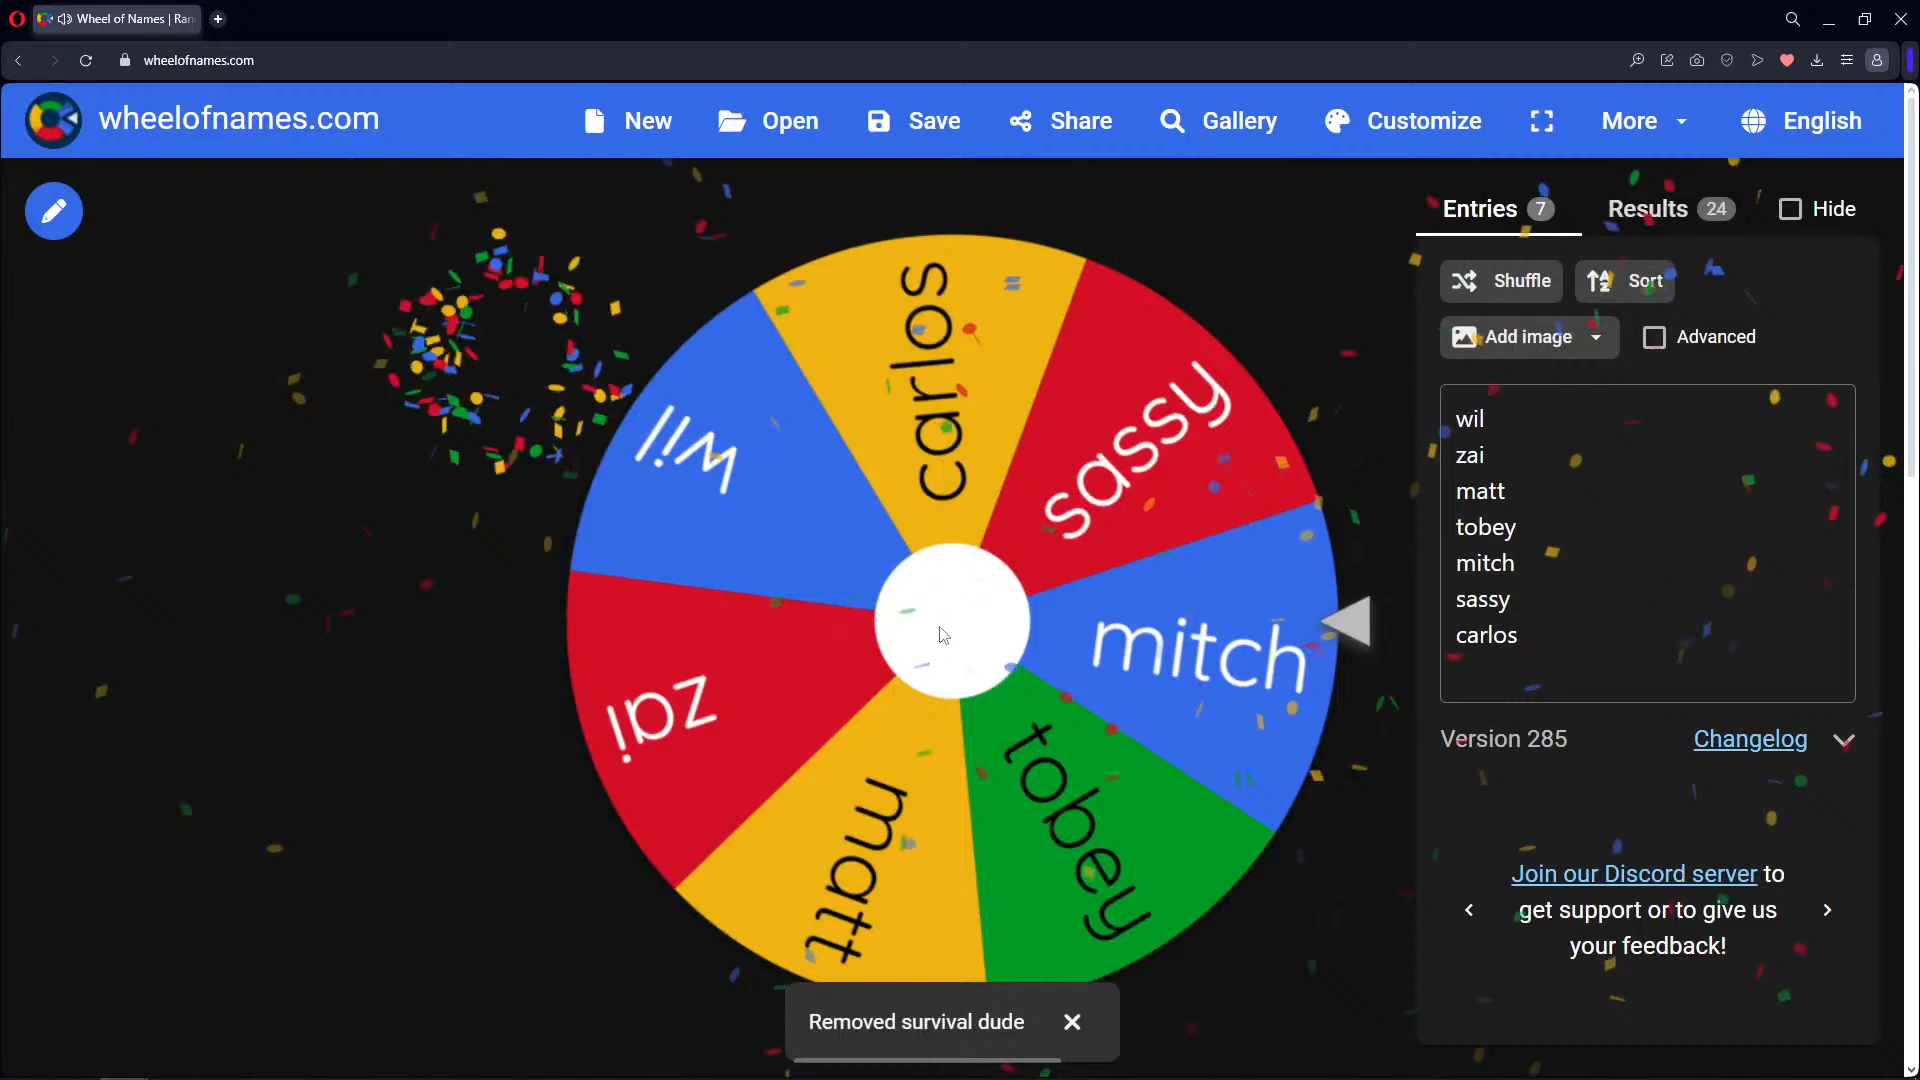 Wheel of Names | Ran
wheelofnames.com
wheelofnames.com
New
Open
Save
Share
Gallery
Customize
More
English
Entries 7
Results 24
Hide
Shuffle
Sort
Add image
Advanced
wil
zai
matt
tobey
mitch
sassy
carlos
carlos
sassy
mitch
tobey
matt
zai
wil
Version 285
Changelog
Join our Discord server to
get support or to give us
your feedback!
Removed survival dude